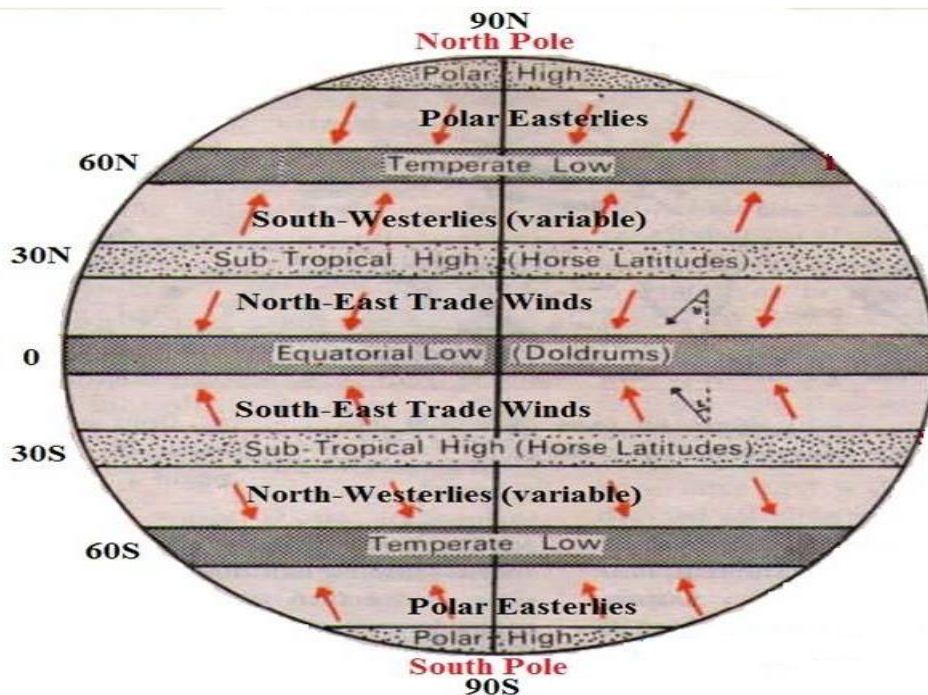 90N
North Pole
Polar High
Polar Easterlies
60N
Temperate Low
South-Westerlies (variable)
30N
Sub-Tropical High (Horse Latitudes)
North-East Trade Winds
0
Equatorial Low (Doldrums)
South-East Trade Winds
30S
Sub-Tropical High (Horse Latitudes)
North-Westerlies (variable)
60S
Temperate Low
Polar Easterlies
Polar High
South Pole
90S